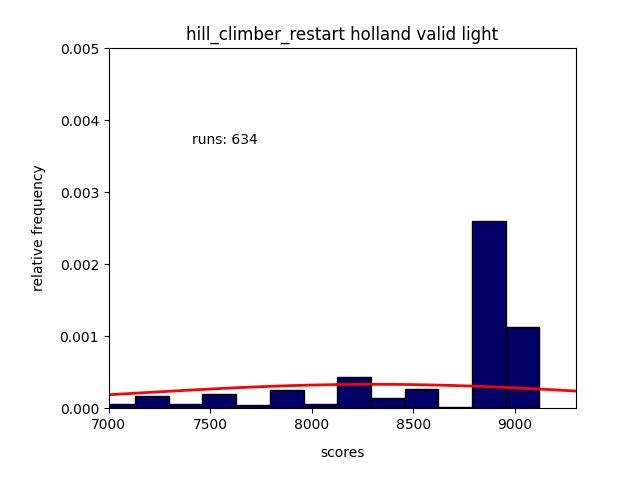 hill_climber_restart holland valid light
0.005
0.004
0.003
0.002
0.001
0.000
relative frequency
runs: 634
7000 7500 8000 8500 9000
scores